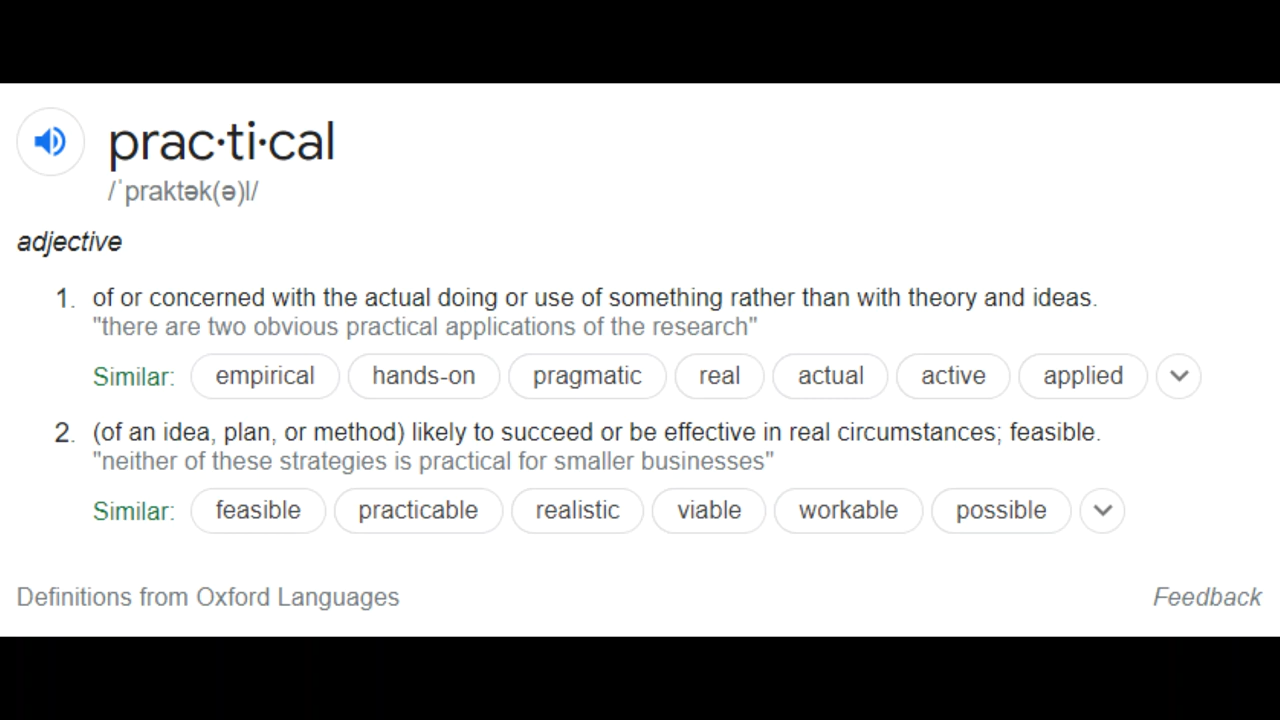 prac·ti·cal
/ˈpraktək(ə)l/
adjective
1. of or concerned with the actual doing or use of something rather than with theory and ideas.
"there are two obvious practical applications of the research"
Similar: empirical hands-on pragmatic real actual active applied
2. (of an idea, plan, or method) likely to succeed or be effective in real circumstances; feasible.
"neither of these strategies is practical for smaller businesses"
Similar: feasible practicable realistic viable workable possible
Definitions from Oxford Languages Feedback